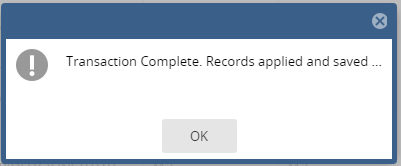 Transaction Complete. Records applied and saved ...
OK